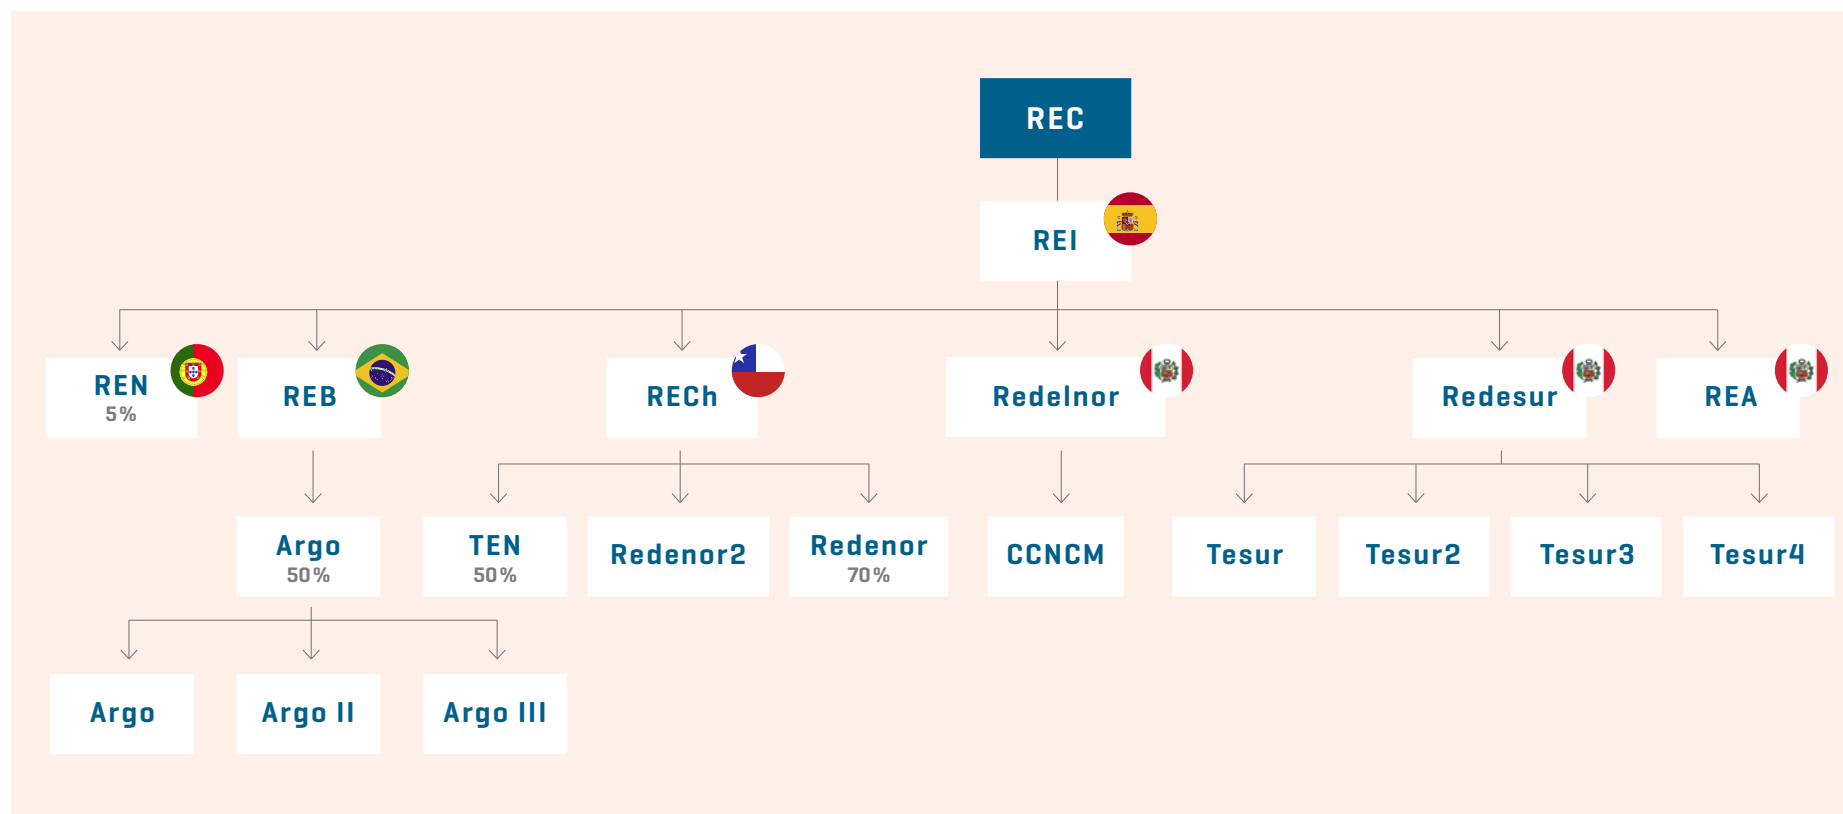 REC
REI
REN
5%
REB
RECh
Redelnor
Redesur
REA
Argo
50%
TEN
50%
Redenor2
Redenor
70%
CCNCM
Tesur
Tesur2
Tesur3
Tesur4
Argo
Argo II
Argo III